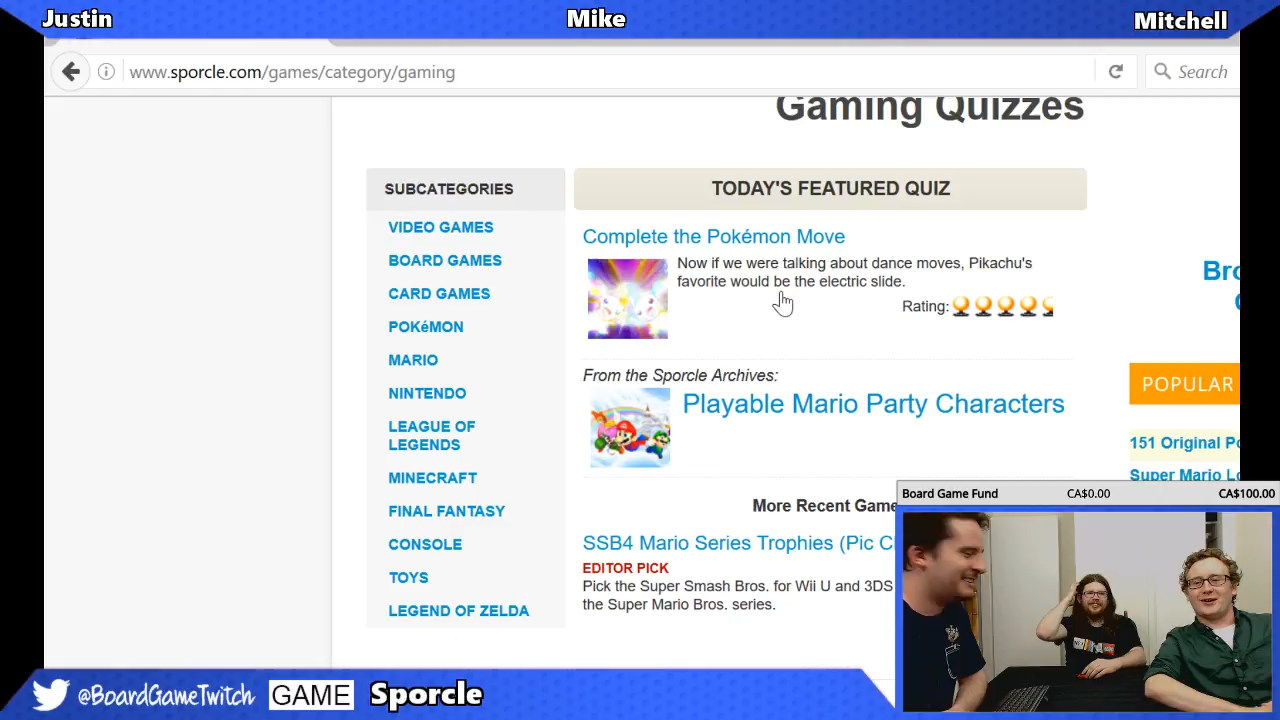 Justin
Mike
Mitchell
www.sporcle.com/games/category/gaming
Search
Gaming Quizzes
SUBCATEGORIES
VIDEO GAMES
BOARD GAMES
CARD GAMES
POKéMON
MARIO
NINTENDO
LEAGUE OF
LEGENDS
MINECRAFT
FINAL FANTASY
CONSOLE
TOYS
LEGEND OF ZELDA
TODAY'S FEATURED QUIZ
Complete the Pokémon Move
Now if we were talking about dance moves, Pikachu's
favorite would be the electric slide.
Rating:
From the Sporcle Archives:
Playable Mario Party Characters
More Recent Game
SSB4 Mario Series Trophies (Pic C
EDITOR PICK
Pick the Super Smash Bros. for Wii U and 3DS
the Super Mario Bros. series.
POPULAR
151 Original Po
Super Mario Lo
Board Game Fund CA$0.00 CA$100.00
@BoardGameTwitch GAME Sporcle